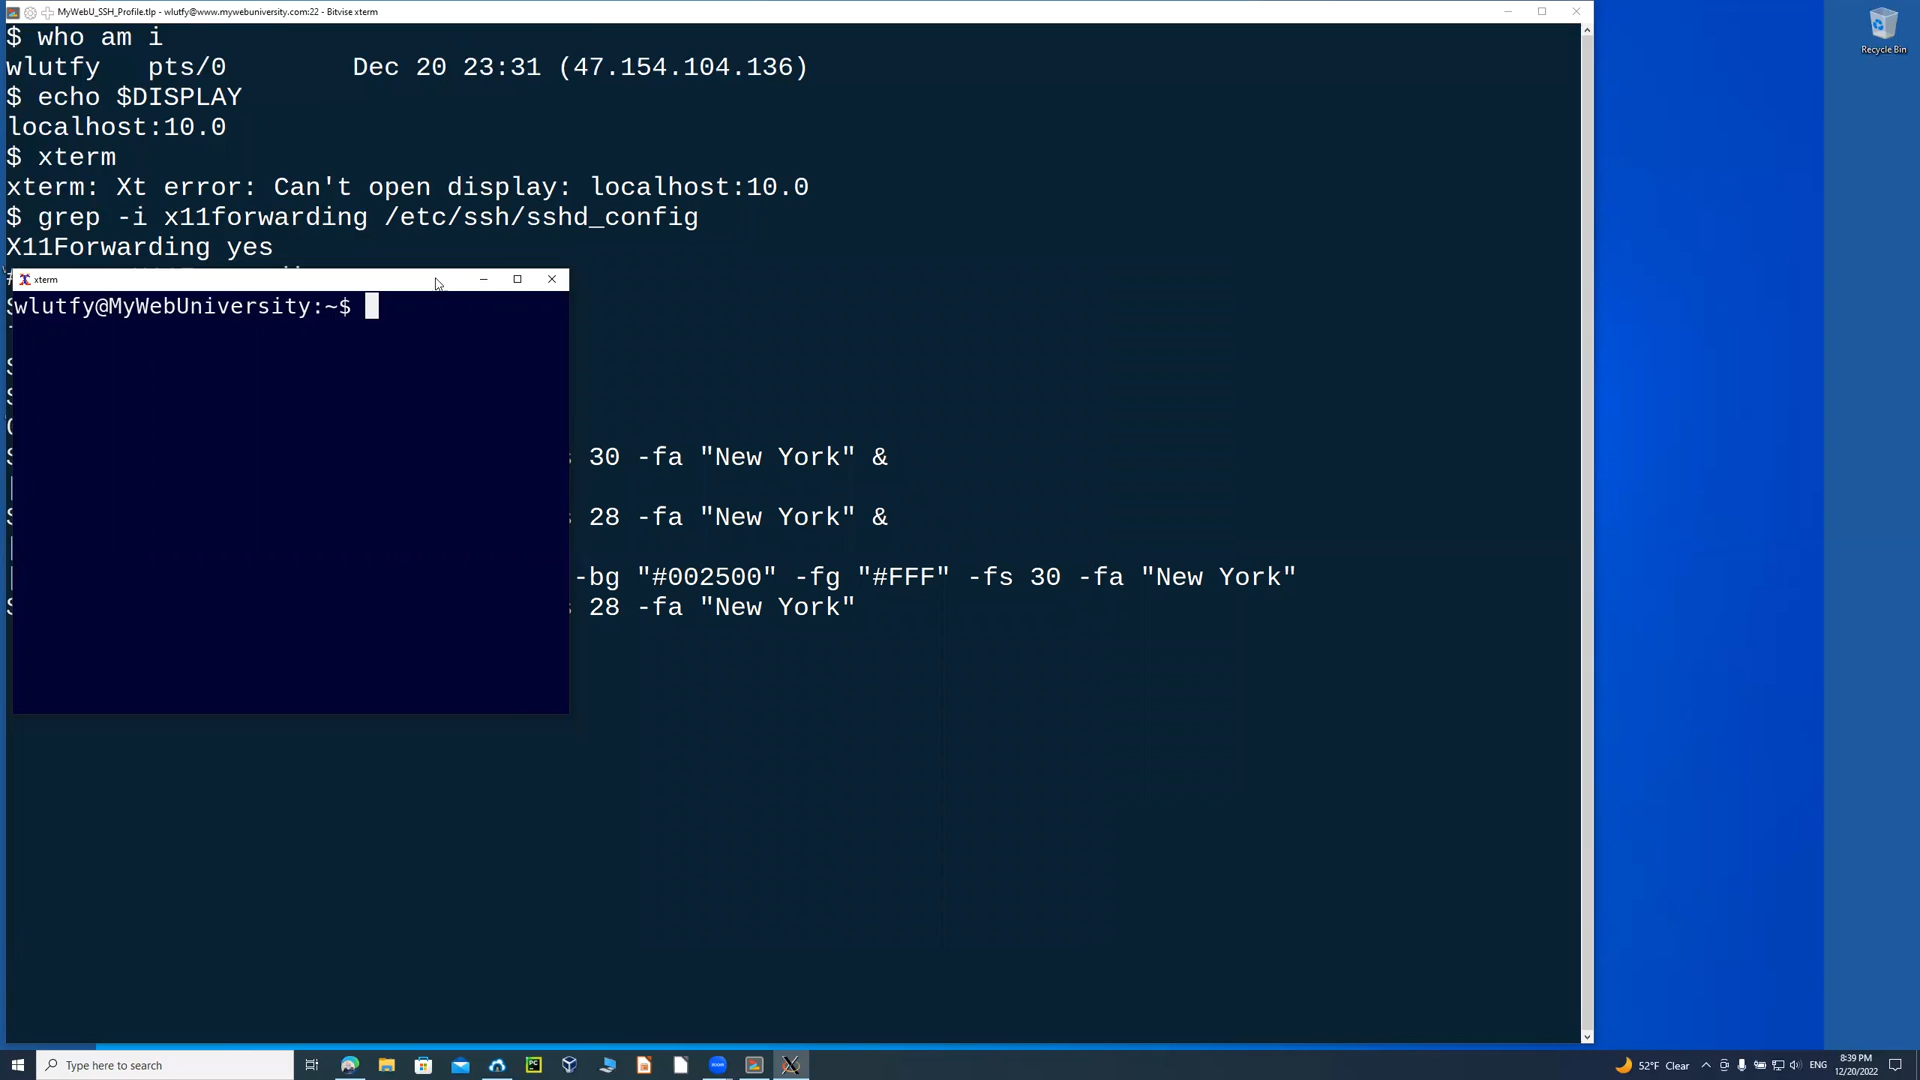 MyWebU_SSH_Profile.tlp - wlutfy@www.mywebuniversity.com:22 - Bitvise xterm
Recycle Bin
$ who am i
wlutfy pts/0 Dec 20 23:31 (47.154.104.136)
$ echo $DISPLAY
localhost:10.0
$ xterm
xterm: Xt error: Can't open display: localhost:10.0
$ grep -i x11forwarding /etc/ssh/sshd_config
X11Forwarding yes
xterm
wlutfy@MyWebUniversity:~$
30 -fa "New York" &
28 -fa "New York" &
-bg "#002500" -fg "#FFF" -fs 30 -fa "New York"
28 -fa "New York"
Type here to search
52°F Clear
ENG
8:39 PM
12/20/2022